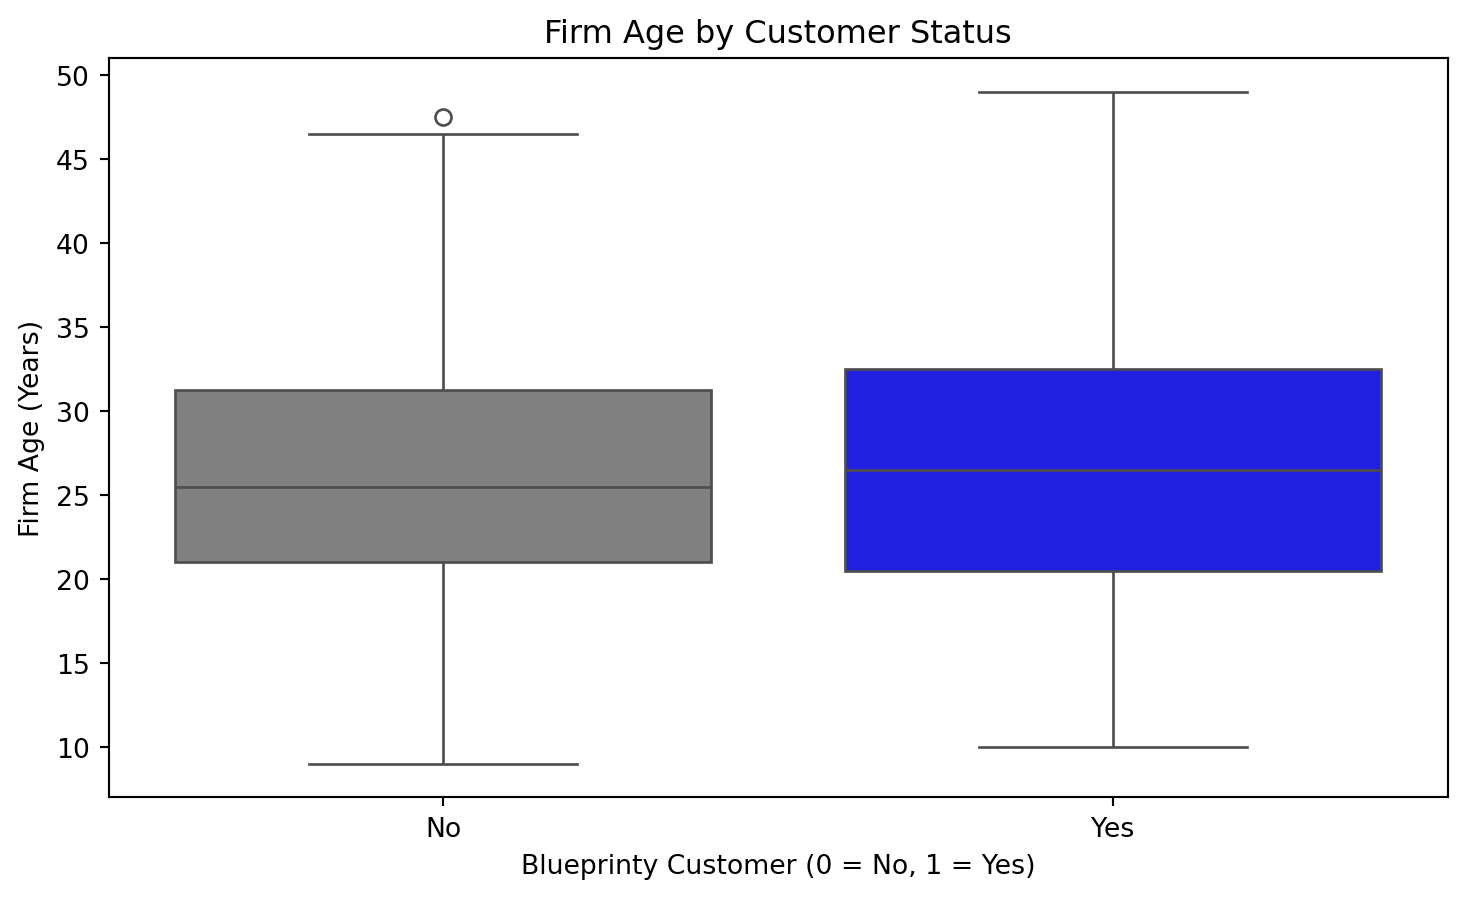 Firm Age by Customer Status
Firm Age (Years)
50
45
40
35
30
25
20
15
10
No
Yes
Blueprinty Customer (0 = No, 1 = Yes)